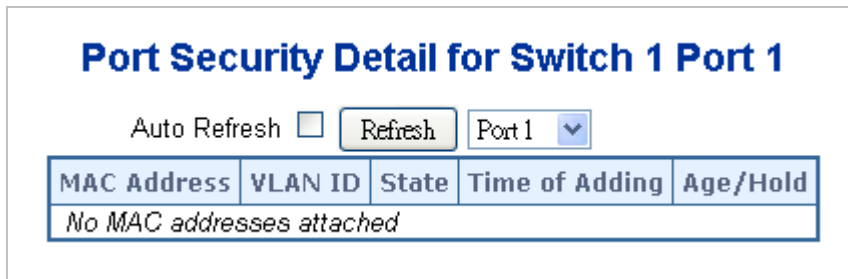 Port Security Detail for Switch 1 Port 1
Auto Refresh Refresh Port 1
MAC Address VLAN ID State Time of Adding Age/Hold
No MAC addresses attached